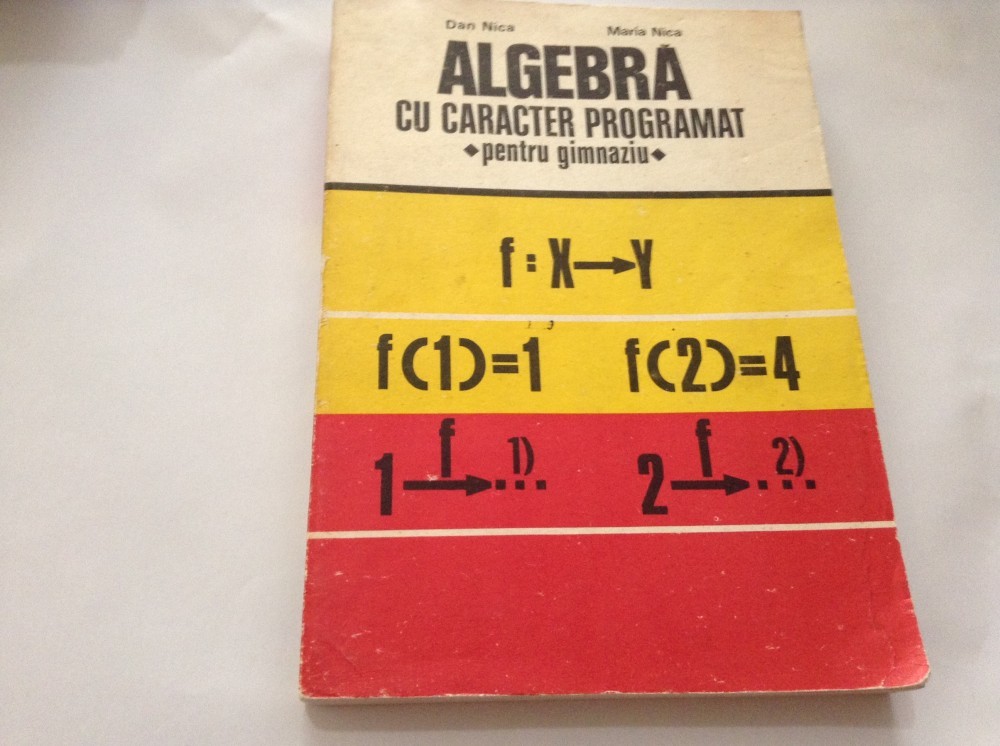 Dan Nica Maria Nica
ALGEBRĂ
CU CARACTER PROGRAMAT
◆pentru gimnaziu◆
f : X→Y
f(1)=1 f(2)=4
1 f→... 1) 2 f→... 2)